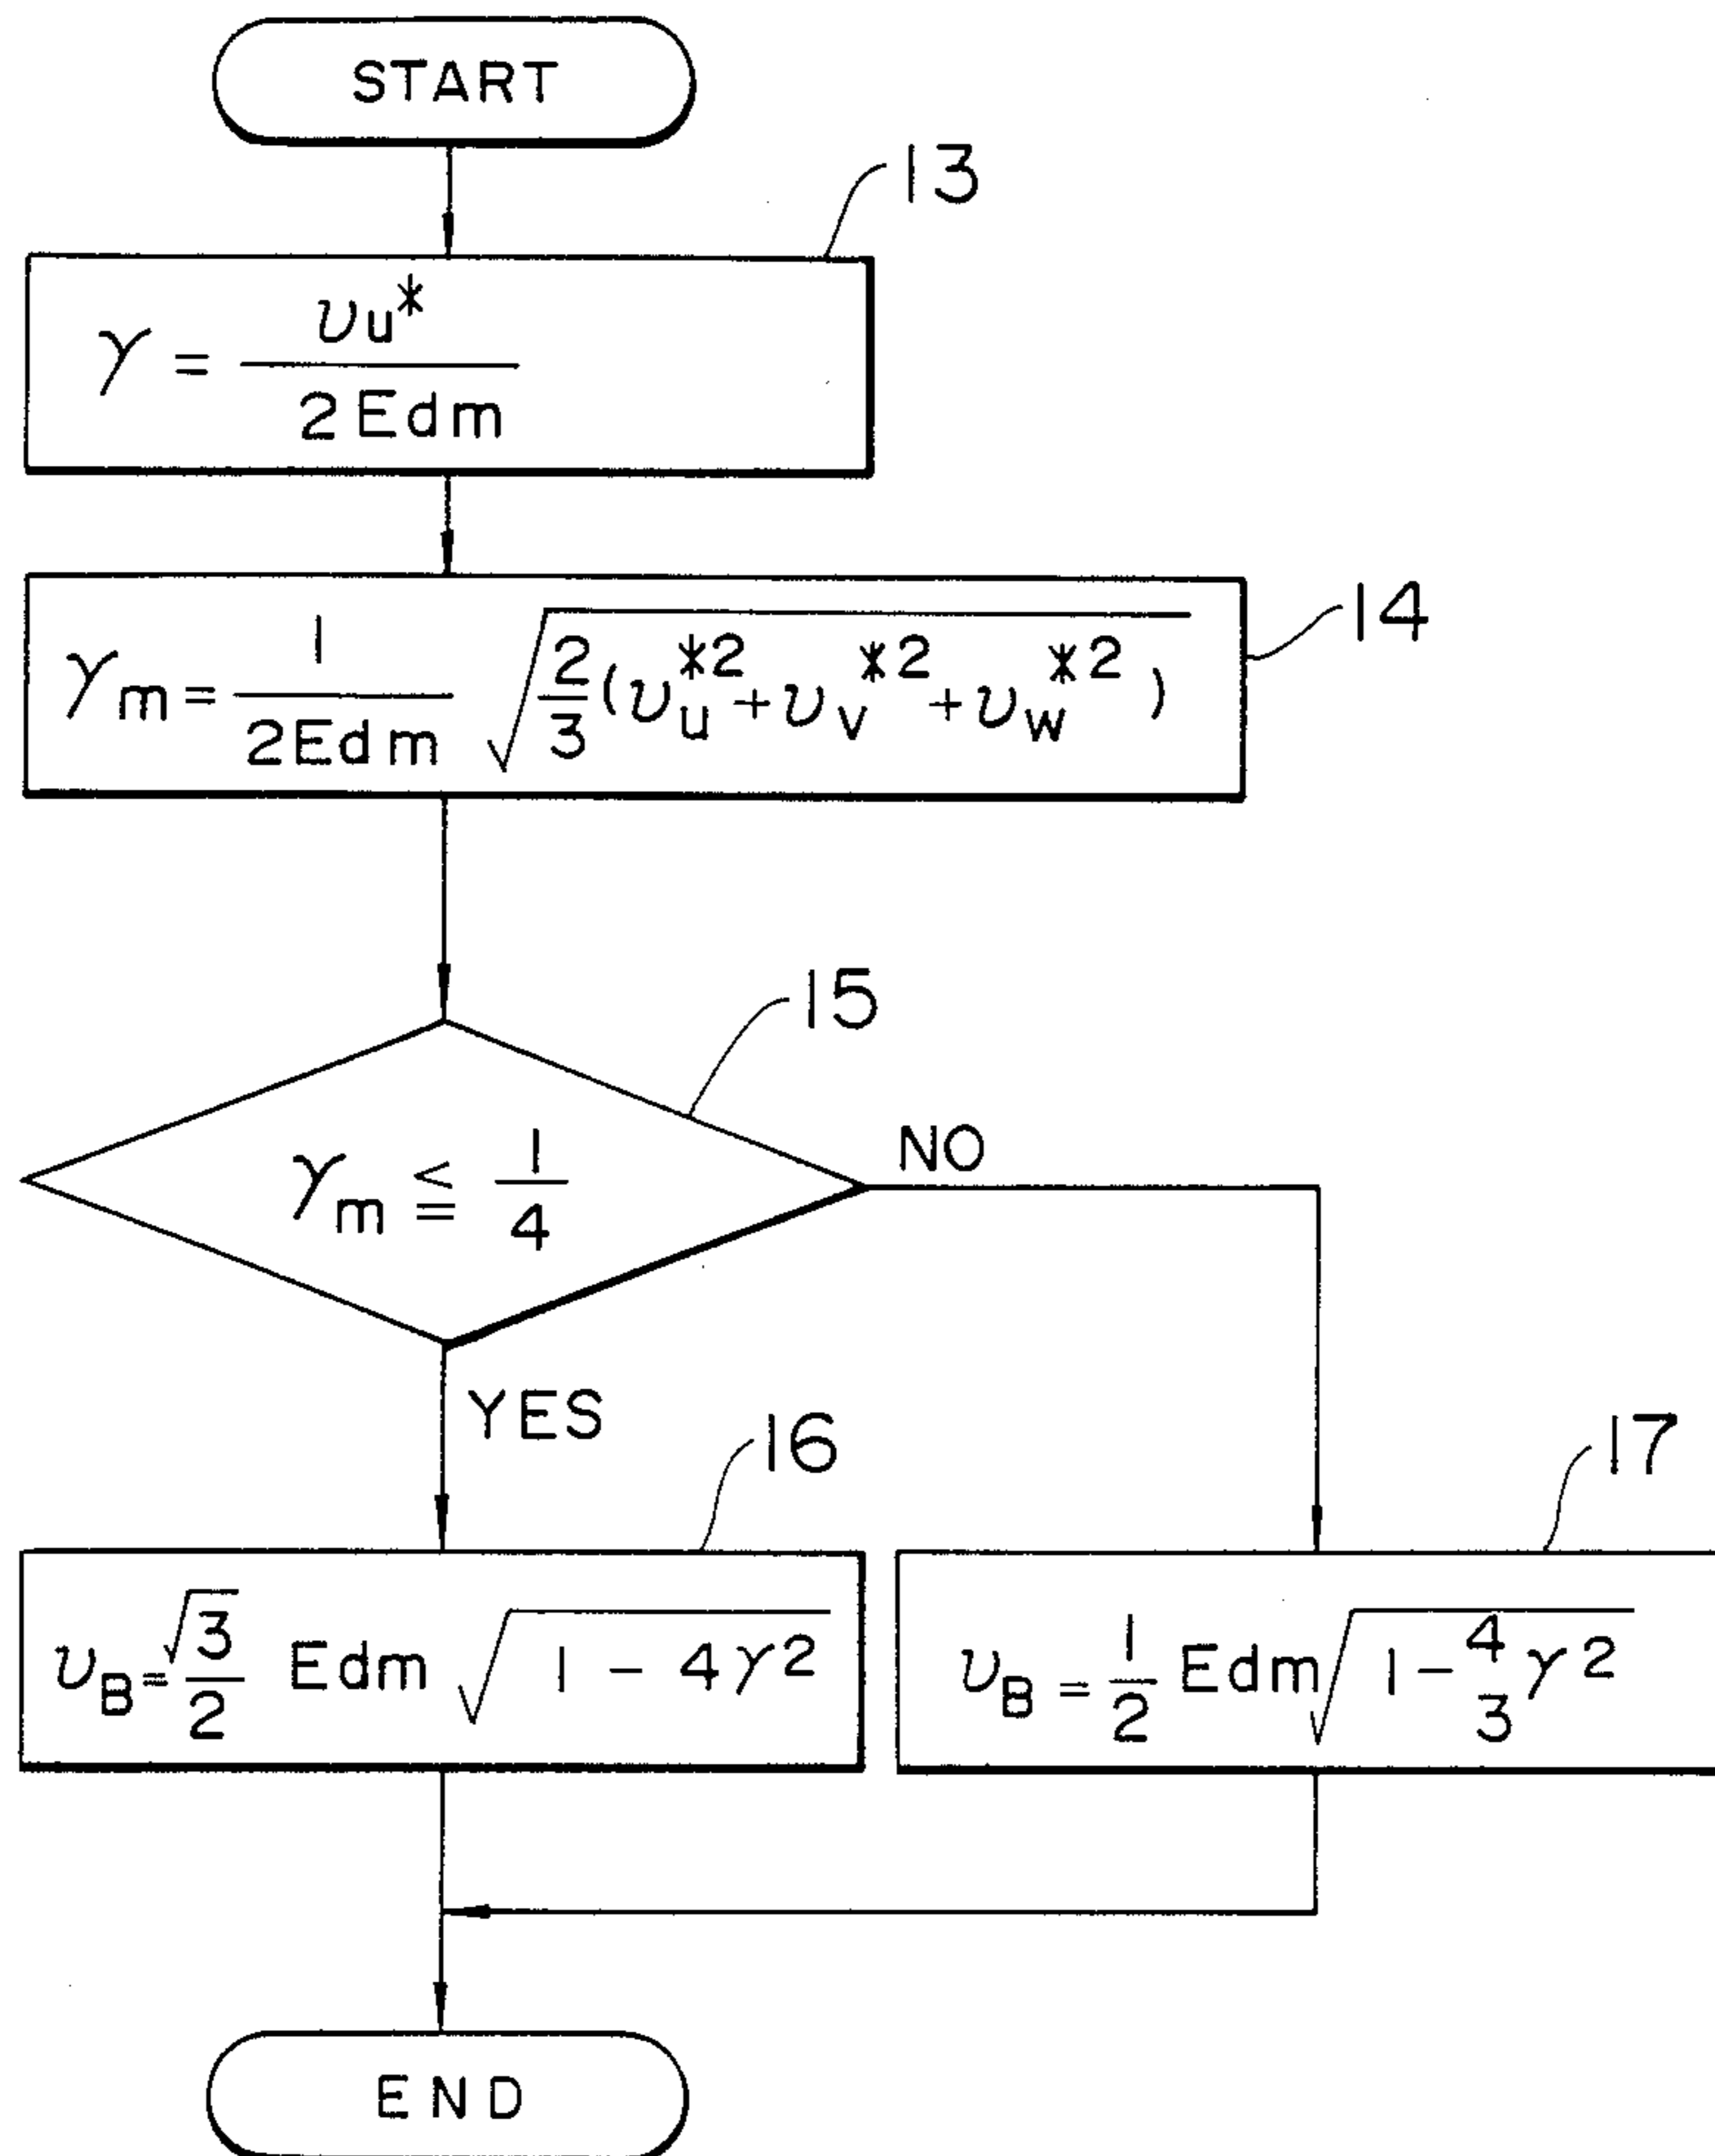 START
13
γ = υu* / 2 Edm
14
γm = 1 / 2Edm √ 2/3 (υu*2 + υv*2 + υw*2)
15
γm ≦ 1/4
NO
YES
16
17
υB = √3/2 Edm √ 1 - 4γ2
υB = 1/2 Edm √ 1 - 4/3 γ2
END